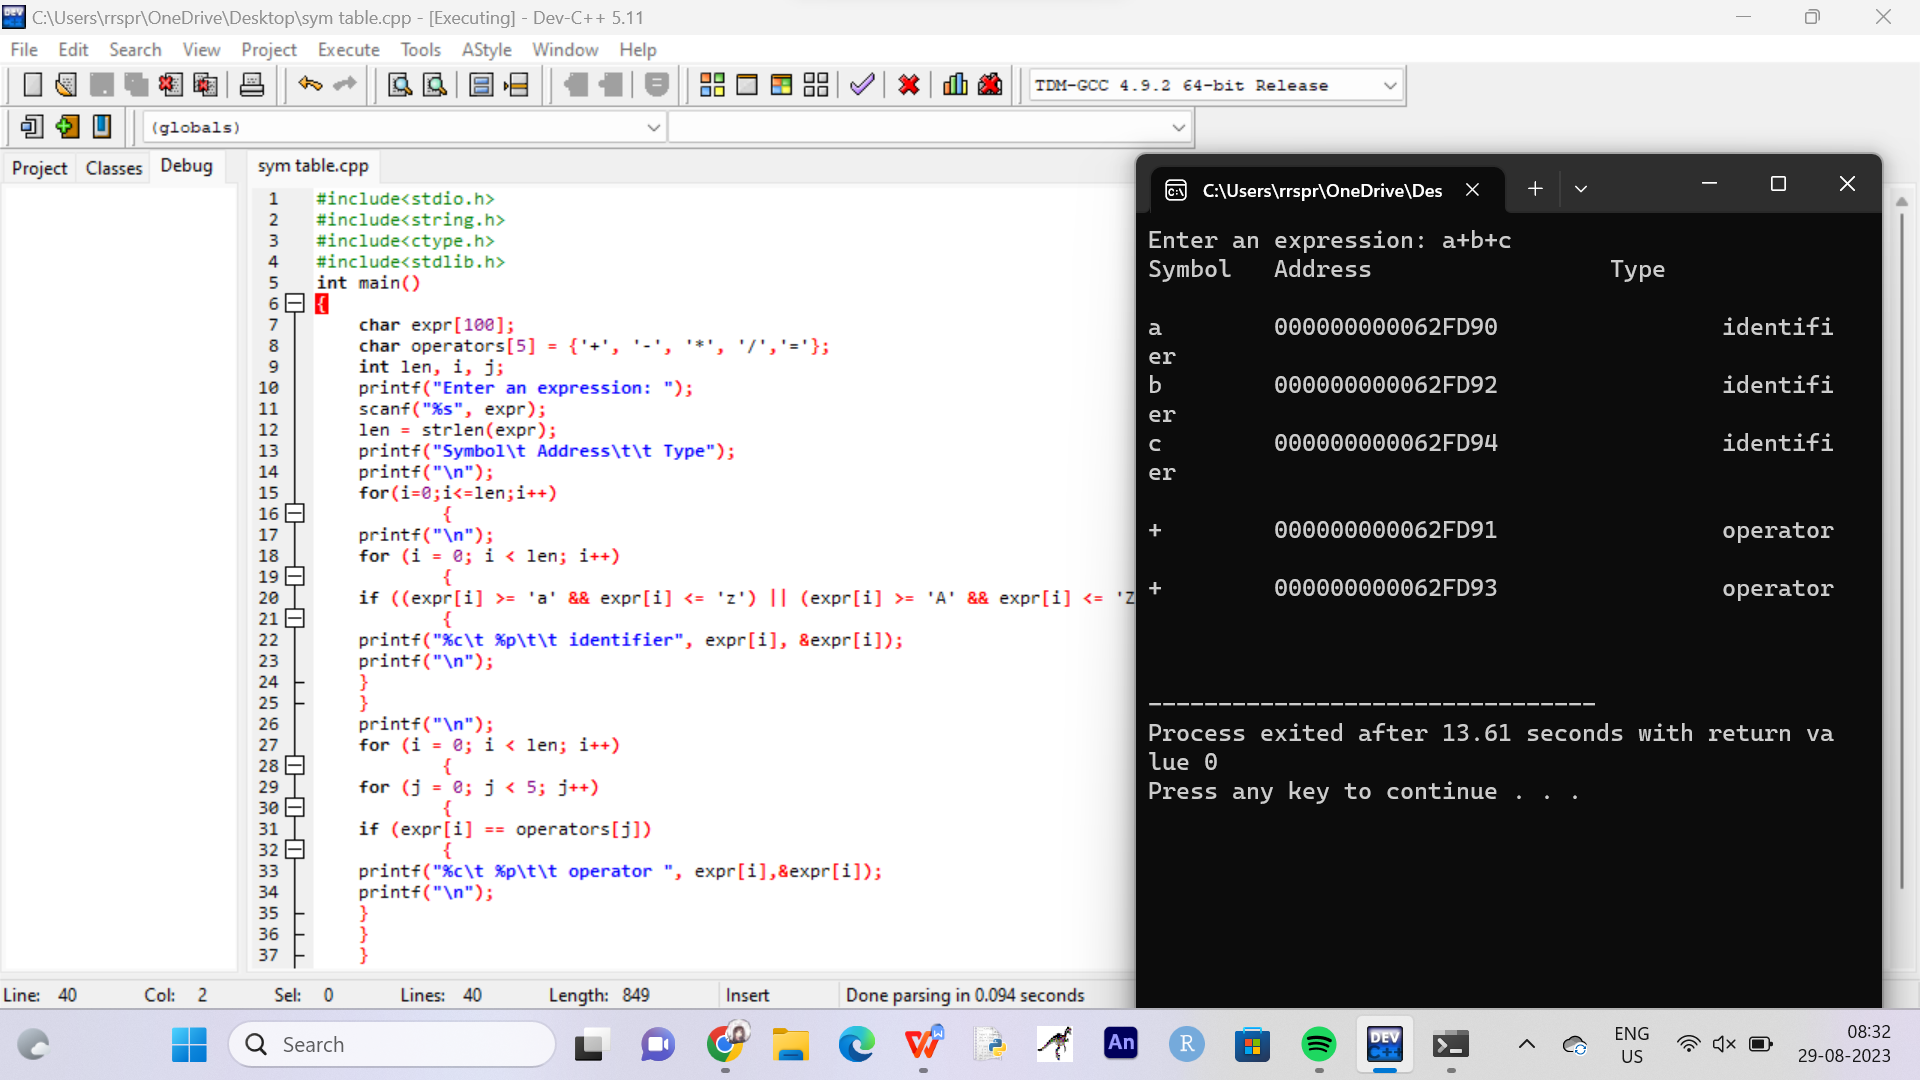 C:\Users\rrspr\OneDrive\Desktop\sym table.cpp - [Executing] - Dev-C++ 5.11
File Edit Search View Project Execute Tools AStyle Window Help
TDM-GCC 4.9.2 64-bit Release
(globals)
Project Classes Debug
sym table.cpp
1 #include<stdio.h>
2 #include<string.h>
3 #include<ctype.h>
4 #include<stdlib.h>
5 int main()
6 {
7 char expr[100];
8 char operators[5] = {'+', '-', '*', '/','='};
9 int len, i, j;
10 printf("Enter an expression: ");
11 scanf("%s", expr);
12 len = strlen(expr);
13 printf("Symbol\t Address\t\t Type");
14 printf("\n");
15 for(i=0;i<=len;i++)
16 {
17 printf("\n");
18 for (i = 0; i < len; i++)
19 {
20 if ((expr[i] >= 'a' && expr[i] <= 'z') || (expr[i] >= 'A' && expr[i] <= 'Z
21 {
22 printf("%c\t %p\t\t identifier", expr[i], &expr[i]);
23 printf("\n");
24 }
25 }
26 printf("\n");
27 for (i = 0; i < len; i++)
28 {
29 for (j = 0; j < 5; j++)
30 {
31 if (expr[i] == operators[j])
32 {
33 printf("%c\t %p\t\t operator ", expr[i],&expr[i]);
34 printf("\n");
35 }
36 }
37 }
C:\Users\rrspr\OneDrive\Des
Enter an expression: a+b+c
Symbol Address Type
a 000000000062FD90 identifi
er
b 000000000062FD92 identifi
er
c 000000000062FD94 identifi
er
+ 000000000062FD91 operator
+ 000000000062FD93 operator
--------------------------------
Process exited after 13.61 seconds with return va
lue 0
Press any key to continue . . .
Line: 40 Col: 2 Sel: 0 Lines: 40 Length: 849 Insert Done parsing in 0.094 seconds
Search
An
R
DEV
C++
ENG
US
08:32
29-08-2023